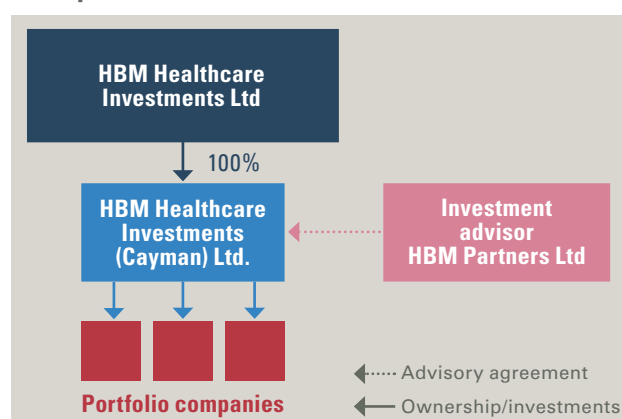 HBM Healthcare
Investments Ltd
100%
HBM Healthcare
Investments
(Cayman) Ltd.
Investment
advisor
HBM Partners Ltd
Portfolio companies
Advisory agreement
Ownership/investments